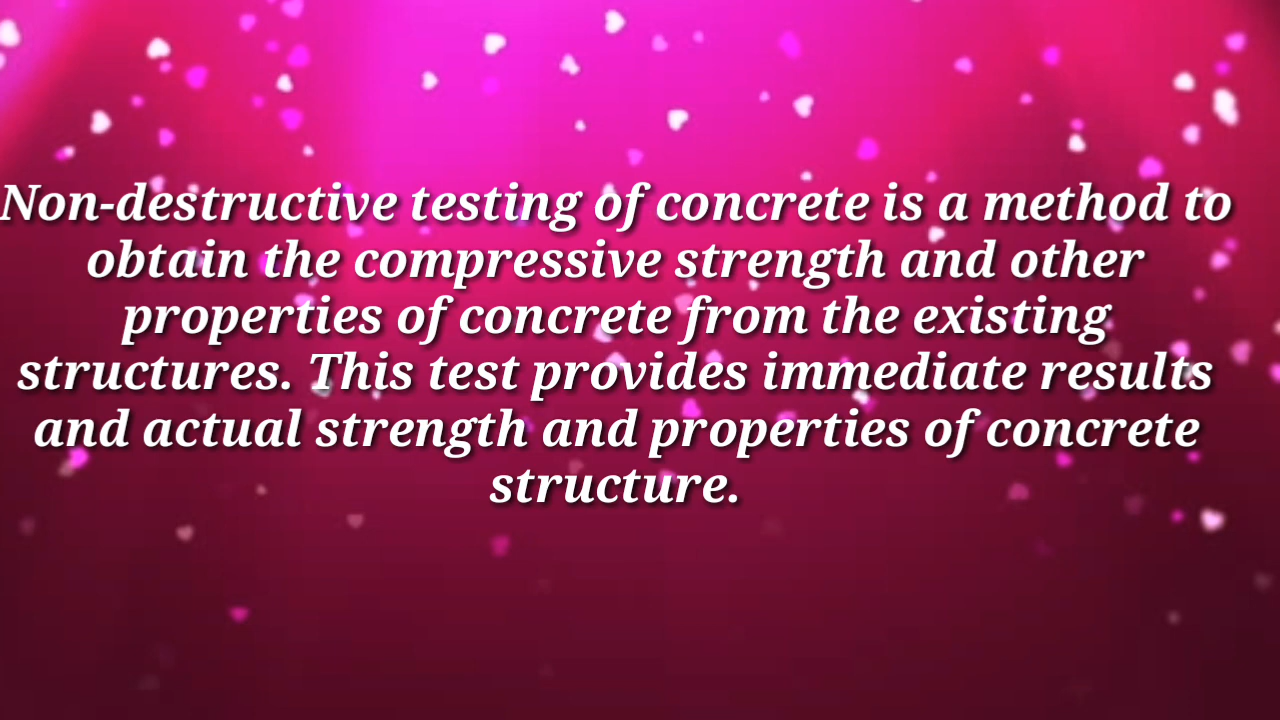 Non-destructive testing of concrete is a method to
obtain the compressive strength and other
properties of concrete from the existing
structures. This test provides immediate results
and actual strength and properties of concrete
structure.